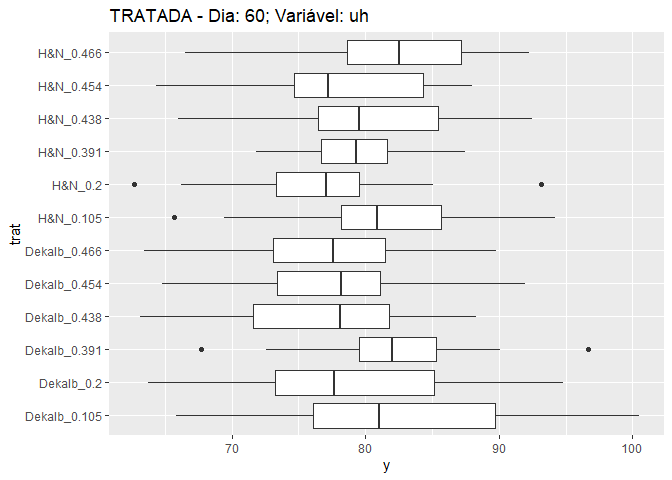 TRATADA - Dia: 60; Variável: uh
H&N_0.466
H&N_0.454
H&N_0.438
H&N_0.391
H&N_0.2
H&N_0.105
Dekalb_0.466
Dekalb_0.454
Dekalb_0.438
Dekalb_0.391
Dekalb_0.2
Dekalb_0.105
trat
70 80 90 100
y